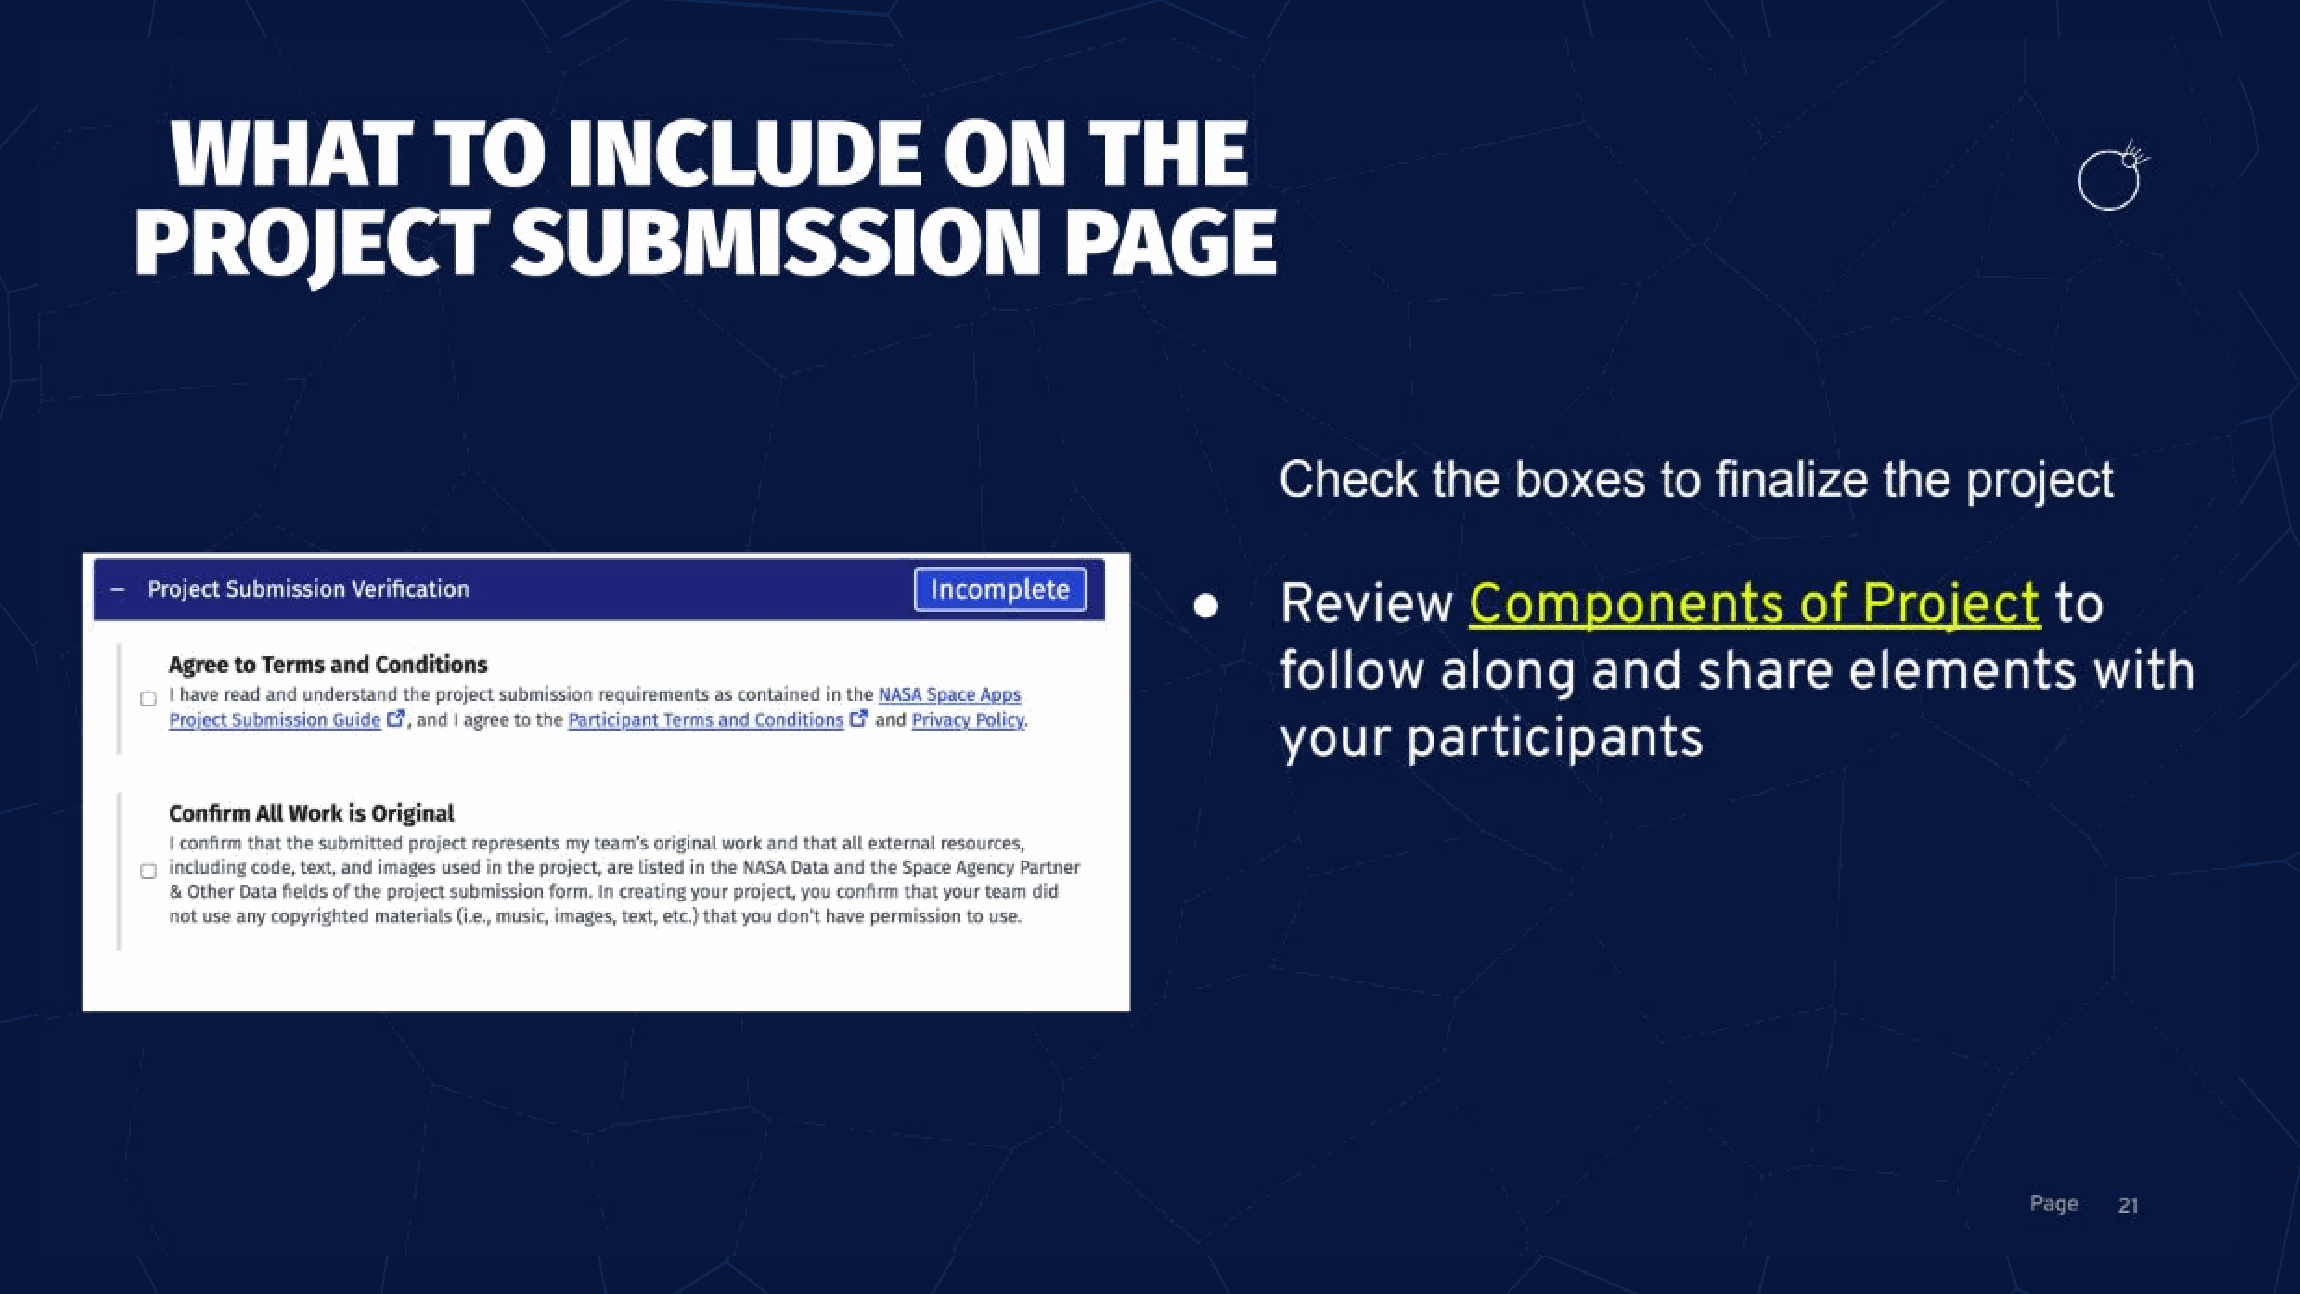 WHAT TO INCLUDE ON THE
PROJECT SUBMISSION PAGE
Check the boxes to finalize the project
– Project Submission Verification Incomplete
Agree to Terms and Conditions
I have read and understand the project submission requirements as contained in the NASA Space Apps
Project Submission Guide, and I agree to the Participant Terms and Conditions and Privacy Policy.
Confirm All Work is Original
I confirm that the submitted project represents my team's original work and that all external resources,
including code, text, and images used in the project, are listed in the NASA Data and the Space Agency Partner
& Other Data fields of the project submission form. In creating your project, you confirm that your team did
not use any copyrighted materials (i.e., music, images, text, etc.) that you don't have permission to use.
● Review Components of Project to
follow along and share elements with
your participants
Page 21